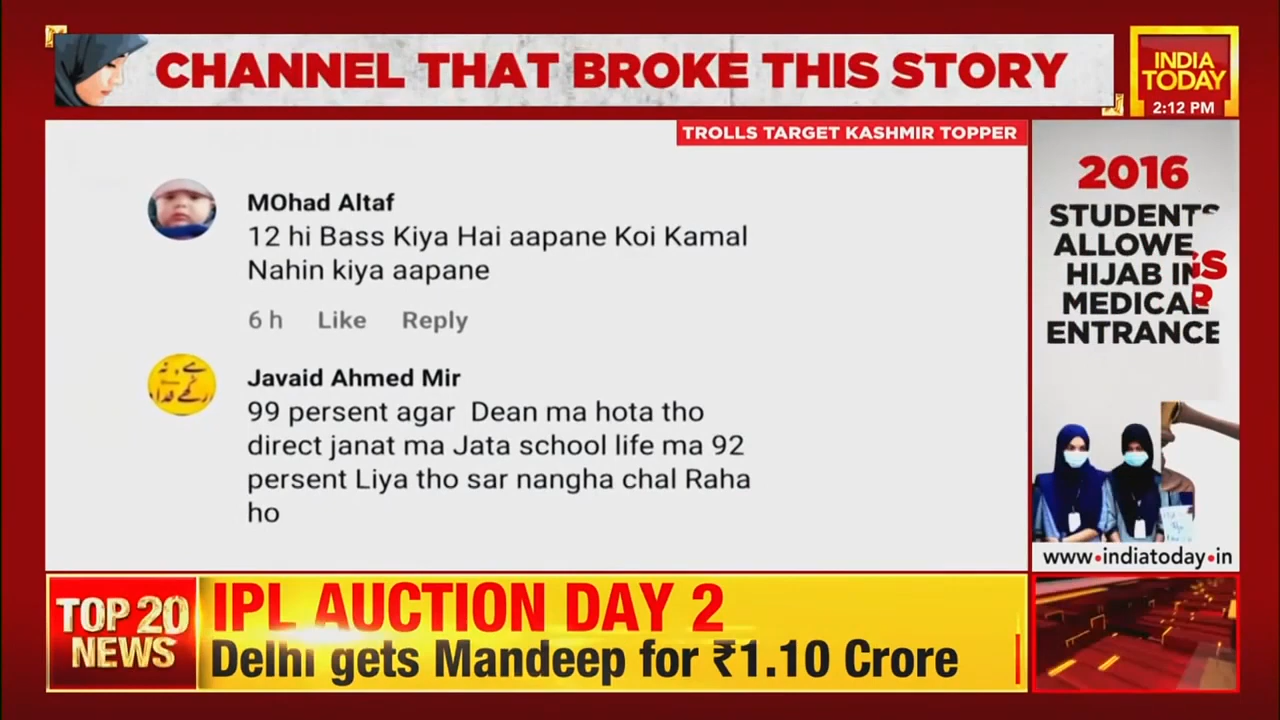 CHANNEL THAT BROKE THIS STORY
INDIA
TODAY
2:12 PM
TROLLS TARGET KASHMIR TOPPER
MOhad Altaf
12 hi Bass Kiya Hai aapane Koi Kamal
Nahin kiya aapane
6 h Like Reply
Javaid Ahmed Mir
99 persent agar Dean ma hota tho
direct janat ma Jata school life ma 92
persent Liya tho sar nangha chal Raha
ho
2016
STUDENTS
ALLOWE
HIJAB IN
MEDICAL
ENTRANCE
www•indiatoday•in
TOP 20
NEWS
IPL AUCTION DAY 2
Delhi gets Mandeep for ₹1.10 Crore